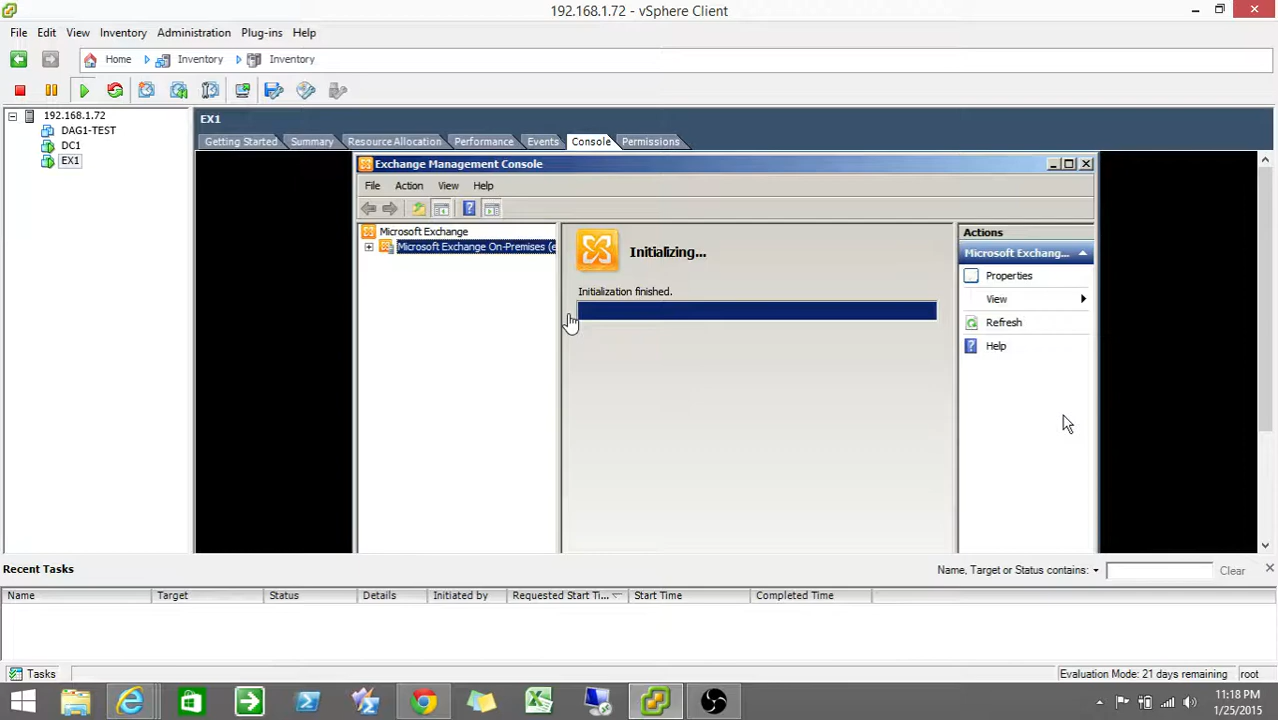 192.168.1.72 - vSphere Client
File Edit View Inventory Administration Plug-ins Help
Home Inventory Inventory
192.168.1.72
DAG1-TEST
DC1
EX1
EX1
Getting Started Summary Resource Allocation Performance Events Console Permissions
Exchange Management Console
File Action View Help
Microsoft Exchange
Microsoft Exchange On-Premises (e
Initializing...
Initialization finished.
Actions
Microsoft Exchang...
Properties
View
Refresh
Help
Recent Tasks
Name, Target or Status contains: Clear
Name Target Status Details Initiated by Requested Start Ti... Start Time Completed Time
Tasks
Evaluation Mode: 21 days remaining root
11:18 PM
1/25/2015